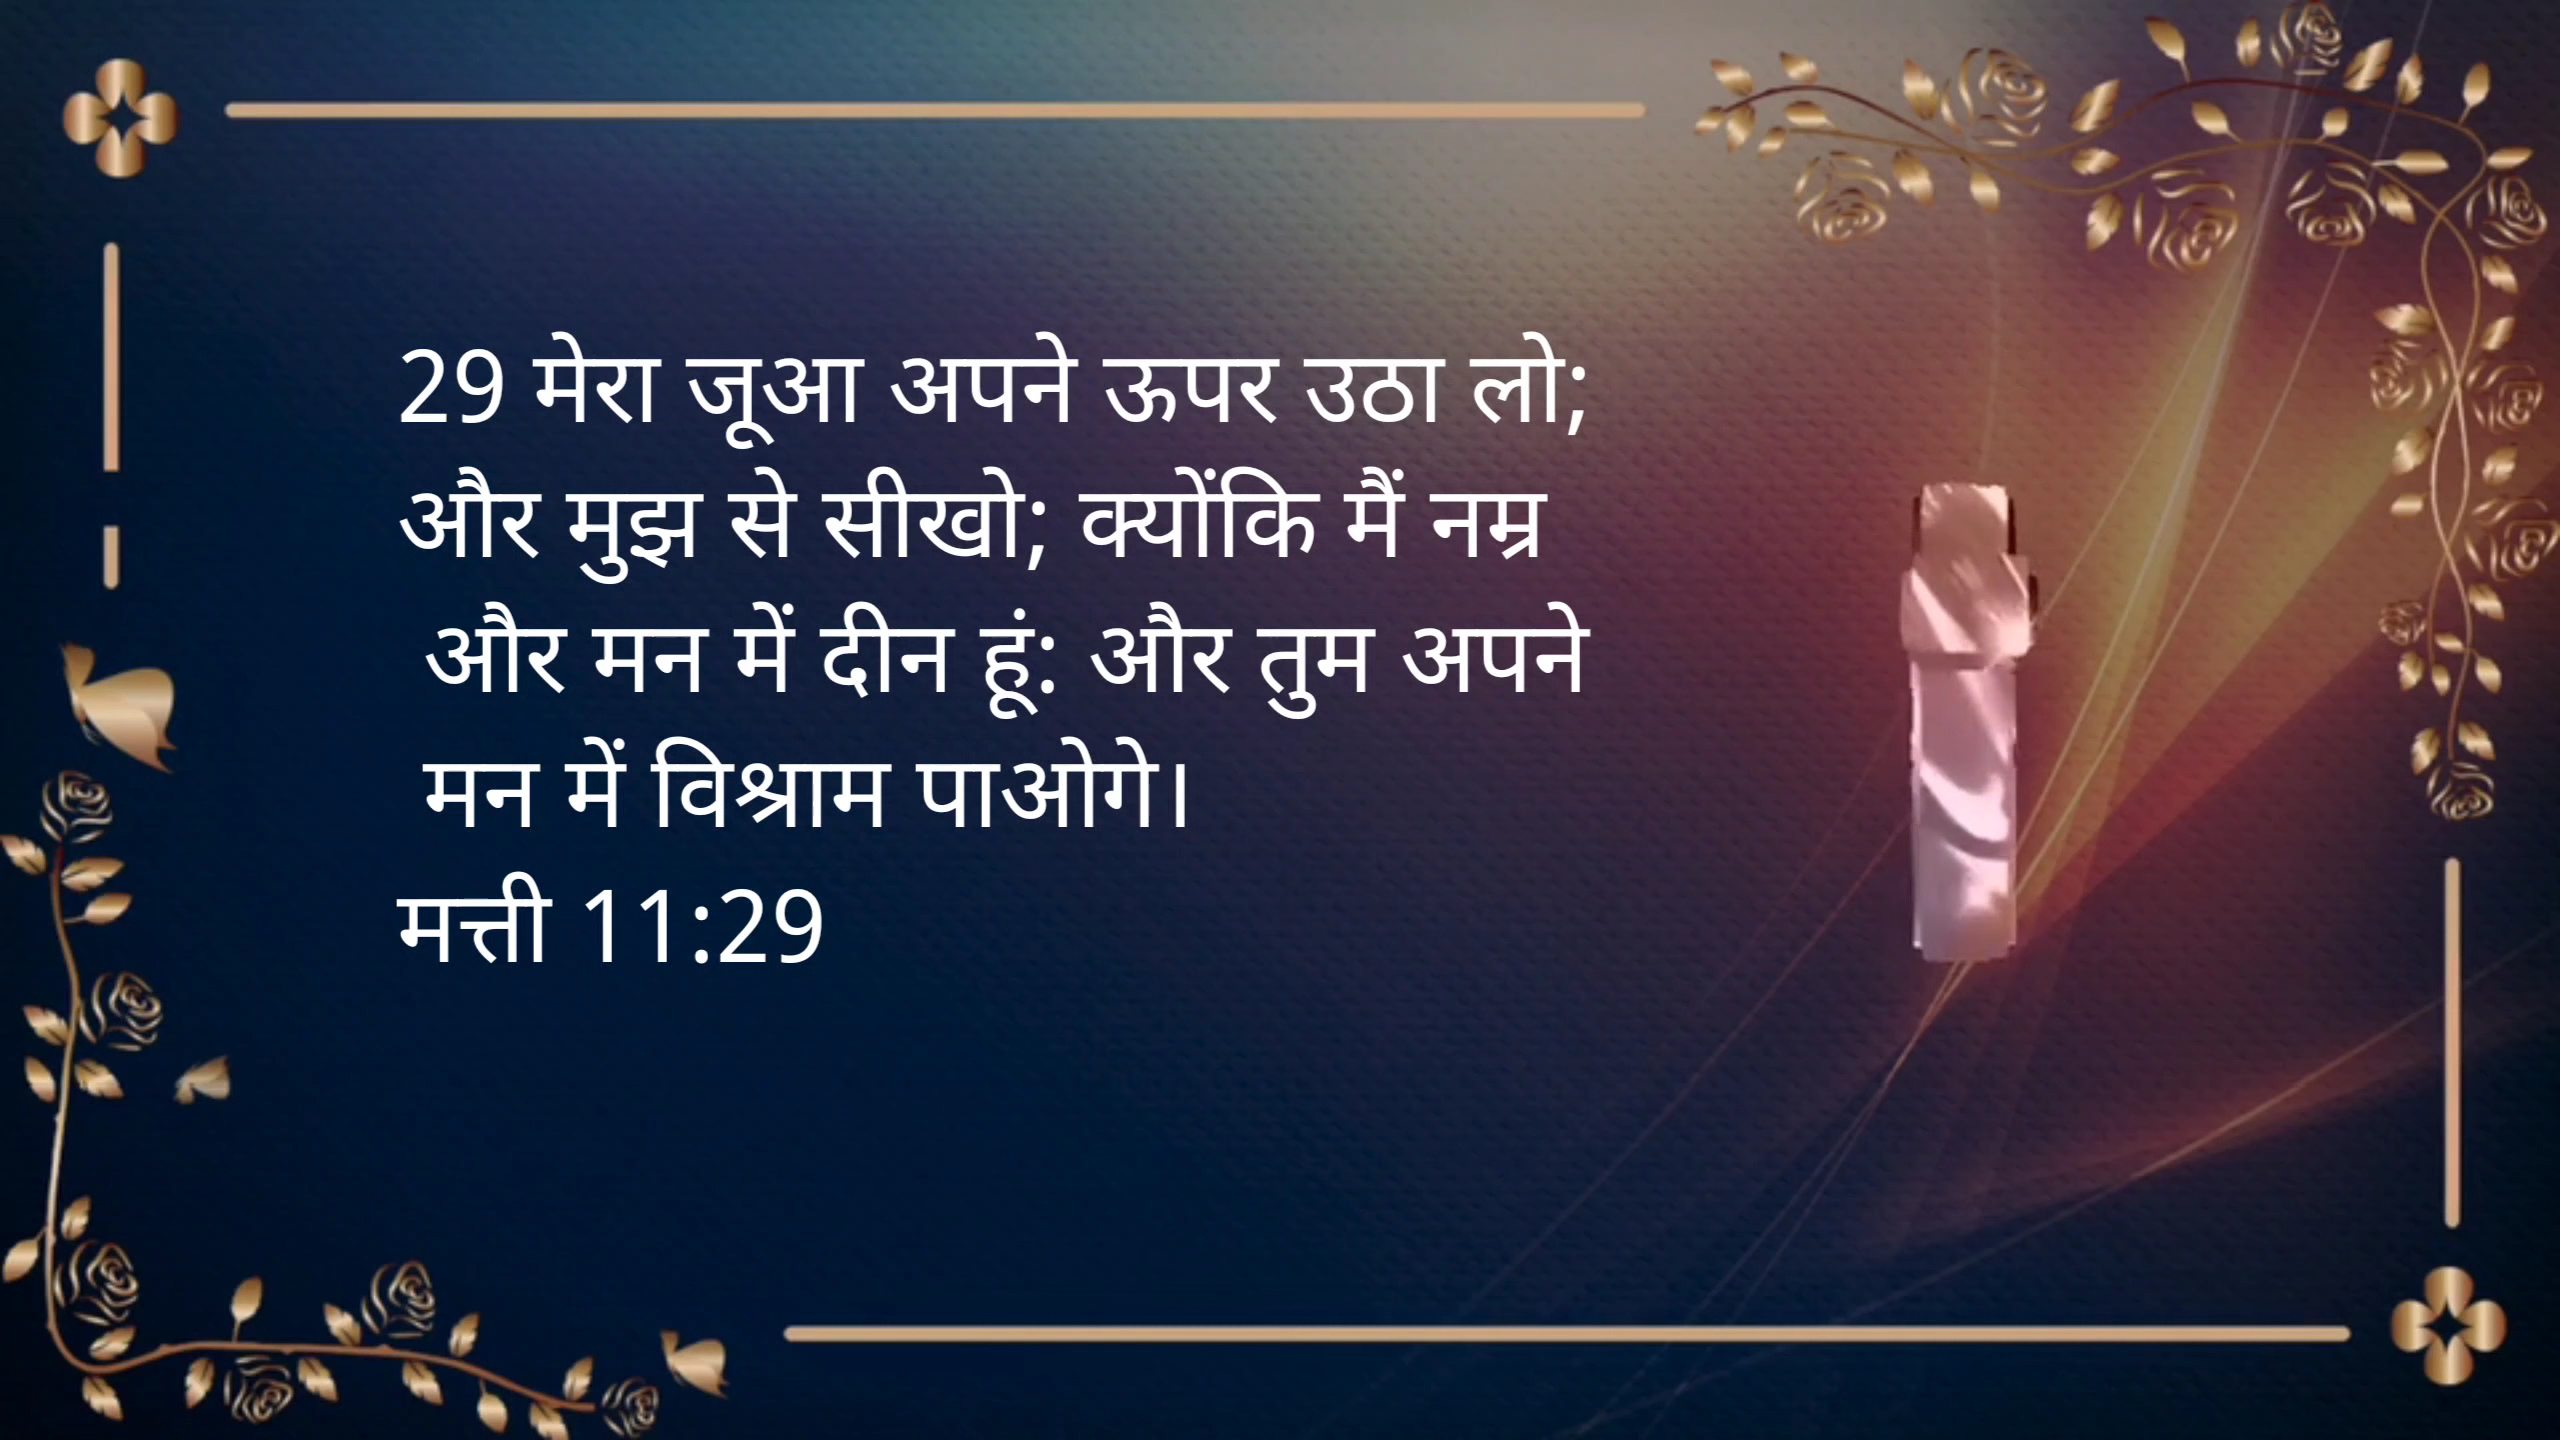 29 मेरा जूआ अपने ऊपर उठा लो;
और मुझ से सीखो; क्योंकि मैं नम्र
और मन में दीन हूं: और तुम अपने
मन में विश्राम पाओगे।
मत्ती 11:29